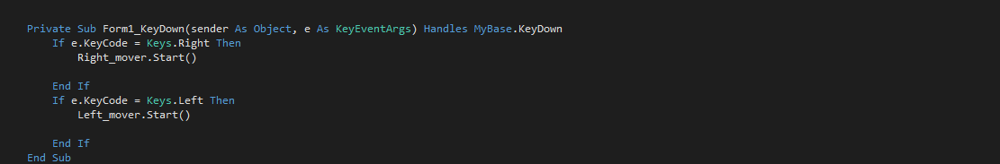 Private Sub Form1_KeyDown(sender As Object, e As KeyEventArgs) Handles MyBase.KeyDown
    If e.KeyCode = Keys.Right Then
        Right_mover.Start()
    End If
    If e.KeyCode = Keys.Left Then
        Left_mover.Start()
    End If
End Sub